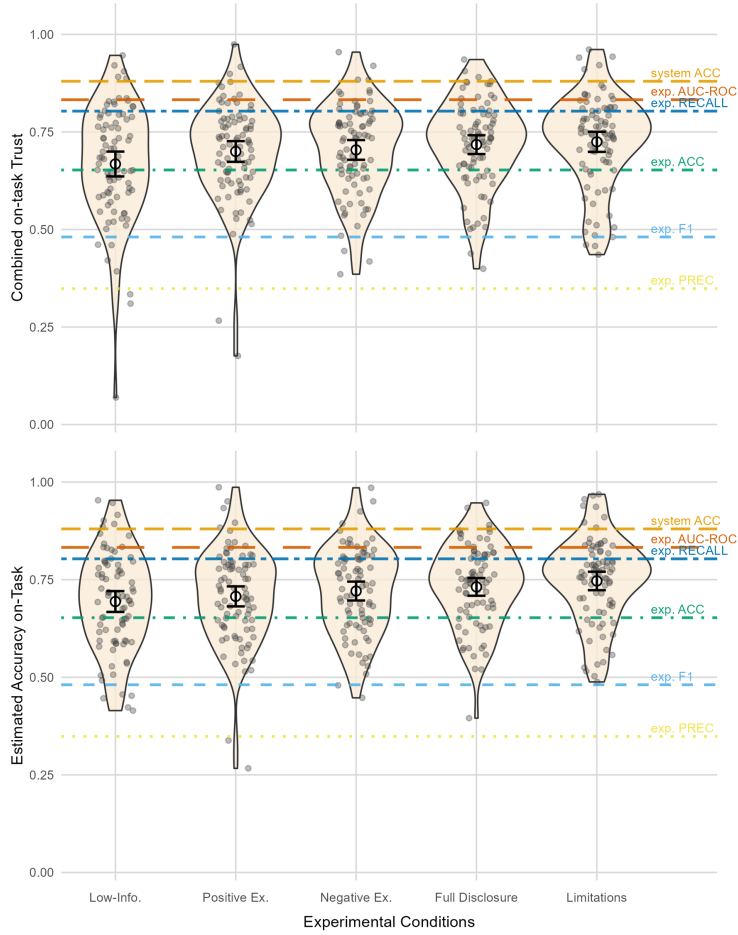 1.00
system ACC
exp. AUC-ROC
exp. RECALL
0.75
exp. ACC
0.50
exp. F1
exp. PREC
0.25
0.00
Combined on-task Trust
1.00
system ACC
exp. AUC-ROC
exp. RECALL
0.75
exp. ACC
0.50
exp. F1
exp. PREC
0.25
0.00
Estimated Accuracy on-Task
Low-Info. Positive Ex. Negative Ex. Full Disclosure Limitations
Experimental Conditions